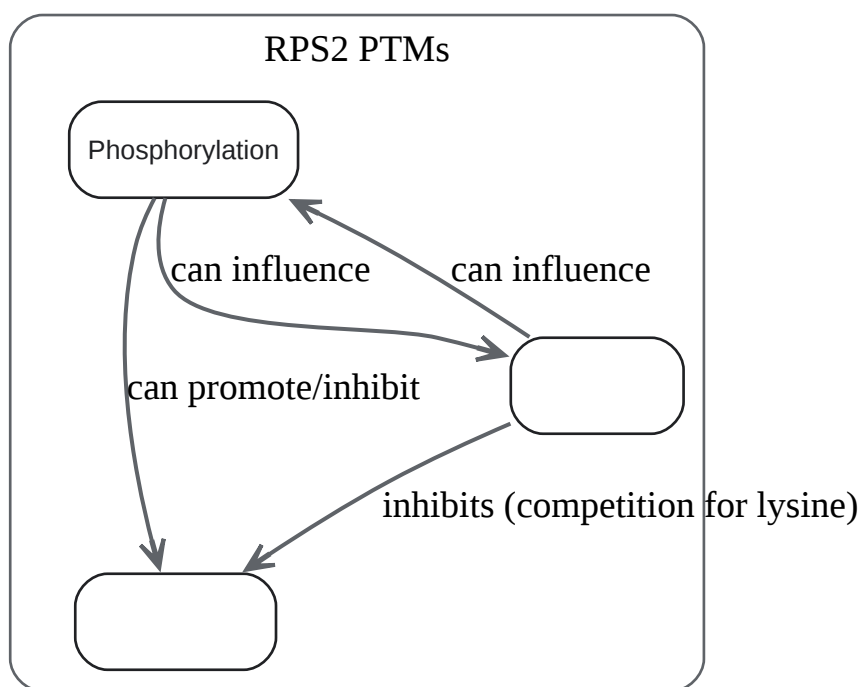 RPS2 PTMs
Phosphorylation
can influence
can influence
can promote/inhibit
inhibits (competition for lysine)